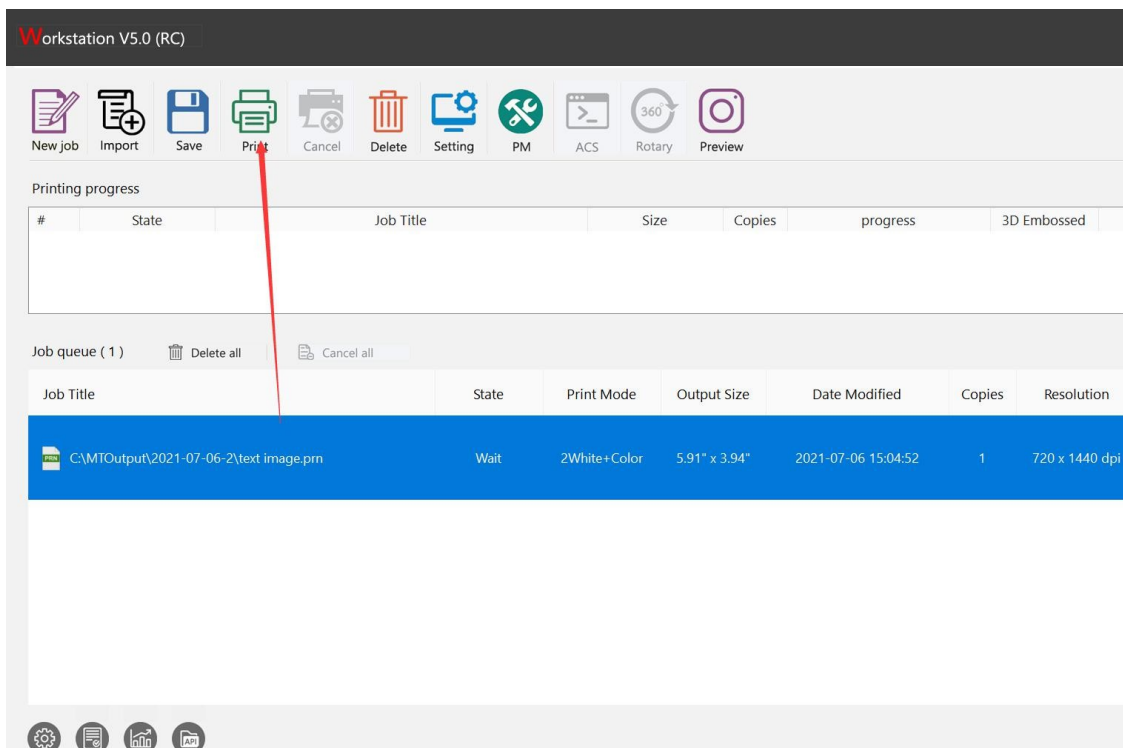 Workstation V5.0 (RC)
360°
New job Import Save Print Cancel Delete Setting PM ACS Rotary Preview
Printing progress
# State Job Title Size Copies progress 3D Embossed
Job queue ( 1 ) Delete all Cancel all
Job Title State Print Mode Output Size Date Modified Copies Resolution
PRN C:\MTOutput\2021-07-06-2\text image.prn Wait 2White+Color 5.91" x 3.94" 2021-07-06 15:04:52 1 720 x 1440 dpi
API